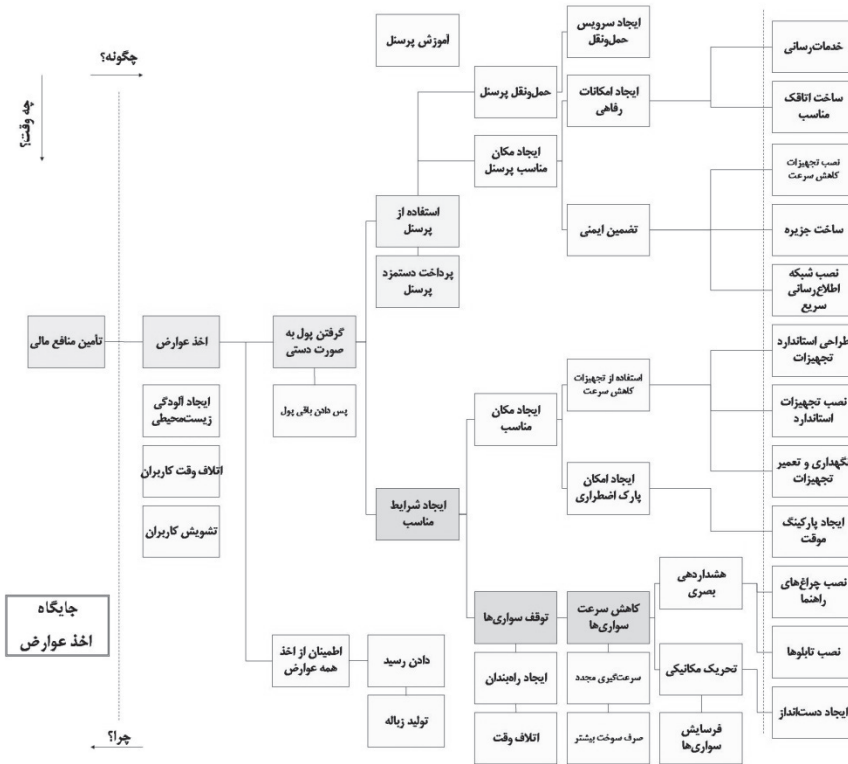 چگونه؟
چه وقت؟
آموزش پرسنل
ایجاد سرویس
حمل‌ونقل
خدمات‌رسانی
حمل‌ونقل پرسنل
ایجاد امکانات
رفاهی
ساخت اتاقک
مناسب
ایجاد مکان
مناسب پرسنل
نصب تجهیزات
کاهش سرعت
استفاده از
پرسنل
تضمین ایمنی
ساخت جزیره
پرداخت دستمزد
پرسنل
نصب شبکه
اطلاع‌رسانی
سریع
تأمین منافع مالی
اخذ عوارض
گرفتن پول به
صورت دستی
طراحی استاندارد
تجهیزات
ایجاد آلودگی
زیست‌محیطی
پس دادن باقی پول
ایجاد مکان
مناسب
استفاده از تجهیزات
کاهش سرعت
نصب تجهیزات
استاندارد
اتلاف وقت کاربران
نگهداری و تعمیر
تجهیزات
تشویش کاربران
ایجاد شرایط
مناسب
ایجاد امکان
پارک اضطراری
ایجاد پارکینگ
موقت
هشداردهی
بصری
نصب چراغ‌های
راهنما
جایگاه
اخذ عوارض
توقف سواری‌ها
کاهش سرعت
سواری‌ها
اطمینان از اخذ
همه عوارض
دادن رسید
ایجاد راه‌بندان
سرعت‌گیری مجدد
تحریک مکانیکی
نصب تابلوها
تولید زباله
اتلاف وقت
صرف سوخت بیشتر
فرسایش
سواری‌ها
ایجاد دست‌انداز
چرا؟